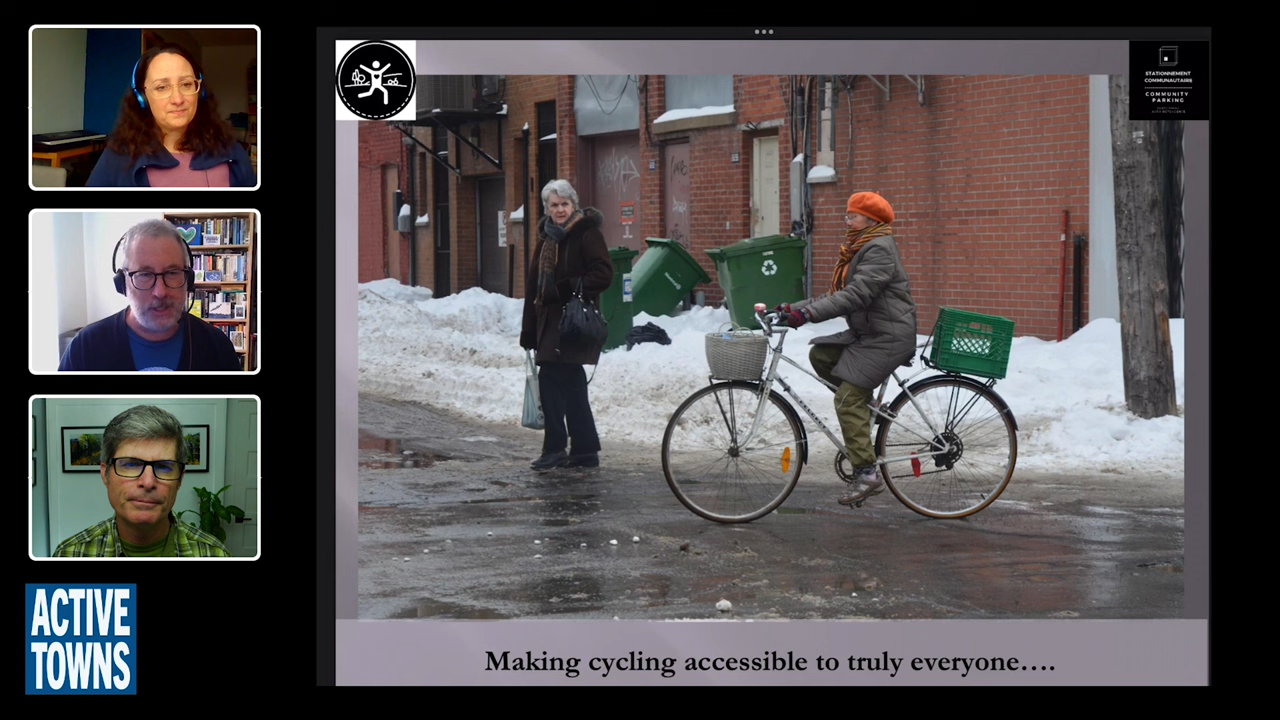 STATIONNEMENT
COMMUNAUTAIRE
COMMUNITY
PARKING
ACTIVE
TOWNS
Making cycling accessible to truly everyone….